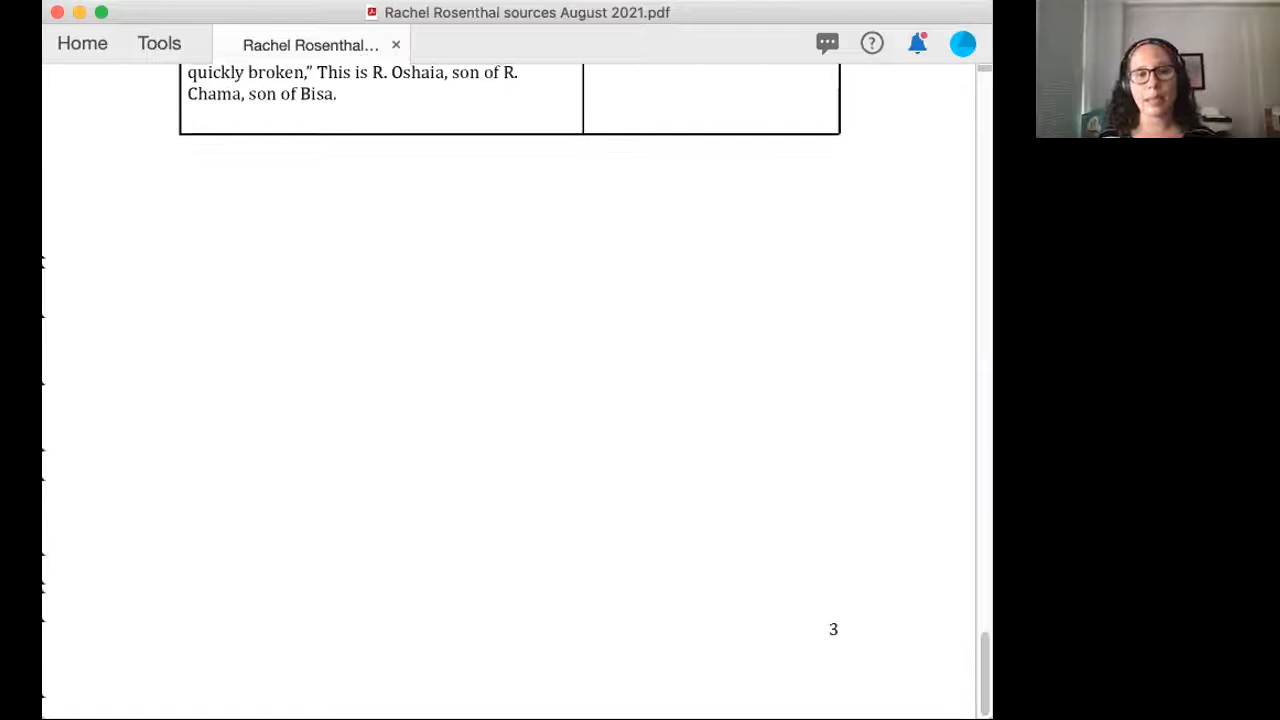 Rachel Rosenthal sources August 2021.pdf
Home Tools Rachel Rosenthal... ×
quickly broken,” This is R. Oshaia, son of R.
Chama, son of Bisa.
3